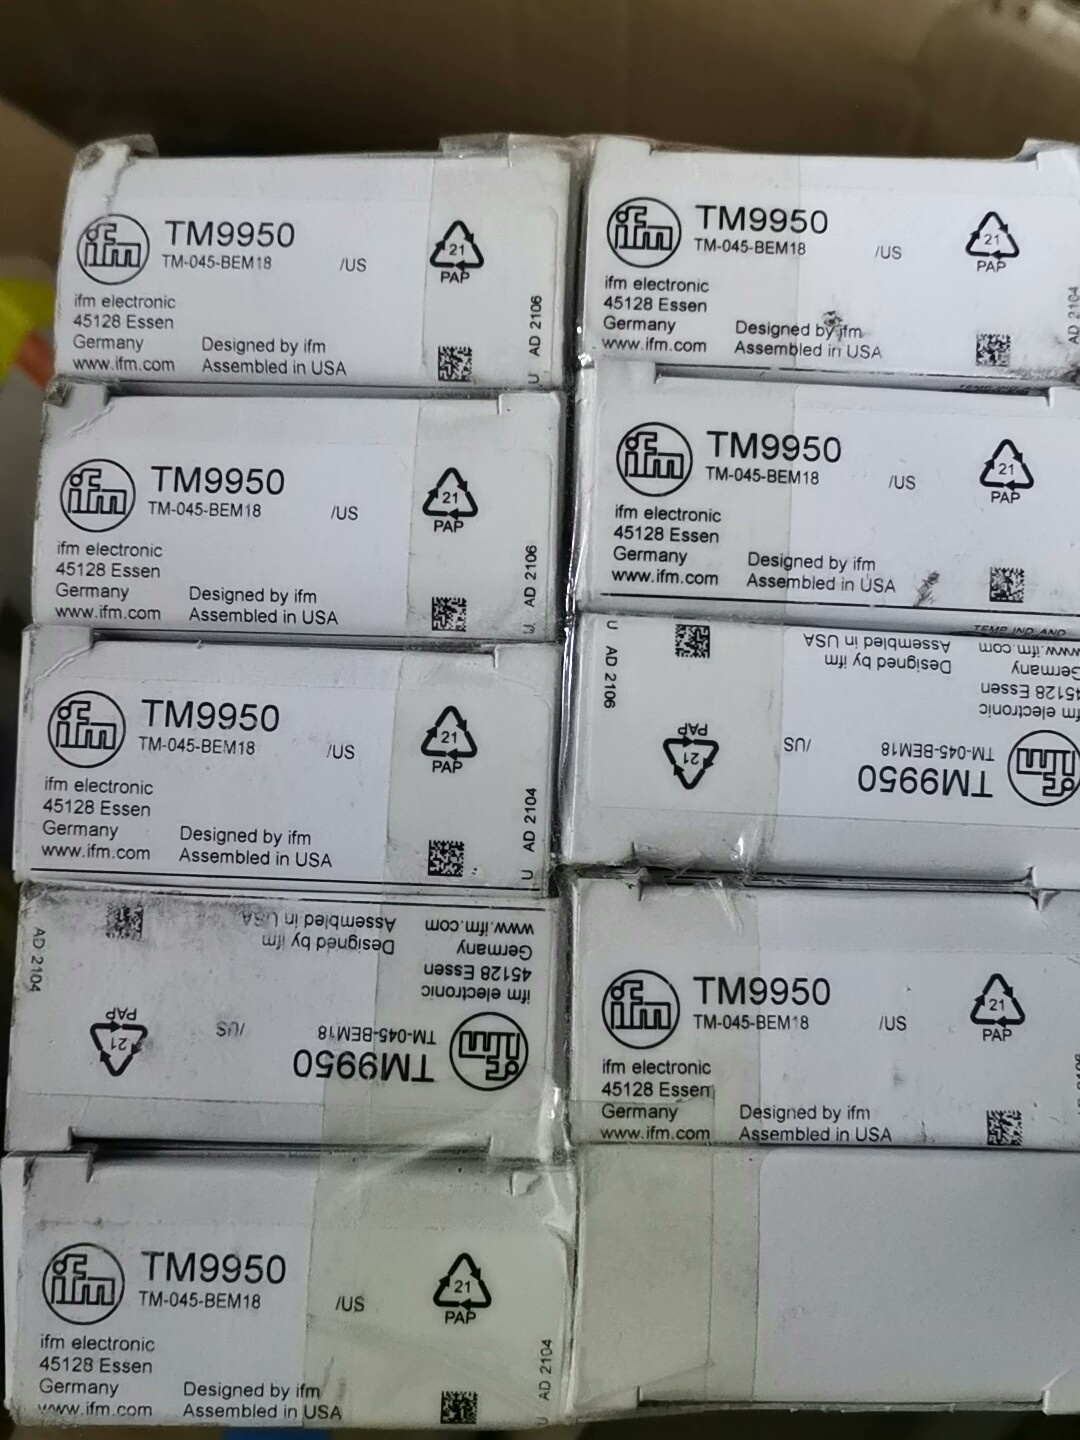 ifm
TM9950
TM-045-BEM18 /US
21
PAP
ifm electronic
45128 Essen
Germany
www.ifm.com
Designed by ifm
Assembled in USA
AD 2106
ifm
TM9950
TM-045-BEM18 /US
21
PAP
ifm electronic
45128 Essen
Germany
www.ifm.com
Designed by ifm
Assembled in USA
AD 2104
ifm
TM9950
TM-045-BEM18 /US
21
PAP
ifm electronic
45128 Essen
Germany
www.ifm.com
Designed by ifm
Assembled in USA
AD 2106
ifm
TM9950
TM-045-BEM18 /US
21
PAP
ifm electronic
45128 Essen
Germany
www.ifm.com
Designed by ifm
Assembled in USA
ifm
TM9950
TM-045-BEM18 /US
21
PAP
ifm electronic
45128 Essen
Germany
www.ifm.com
Designed by ifm
Assembled in USA
AD 2104
TEMP IND AND
ifm
TM9950
TM-045-BEM18 /US
21
PAP
ifm electronic
45128 Essen
Germany
www.ifm.com
Designed by ifm
Assembled in USA
AD 2106
ifm
TM9950
TM-045-BEM18 /US
21
PAP
ifm electronic
45128 Essen
Germany
www.ifm.com
Designed by ifm
Assembled in USA
AD 2104
ifm
TM9950
TM-045-BEM18 /US
21
PAP
ifm electronic
45128 Essen
Germany
www.ifm.com
Designed by ifm
Assembled in USA
ifm
TM9950
TM-045-BEM18 /US
21
PAP
ifm electronic
45128 Essen
Germany
www.ifm.com
Designed by ifm
Assembled in USA
AD 2104